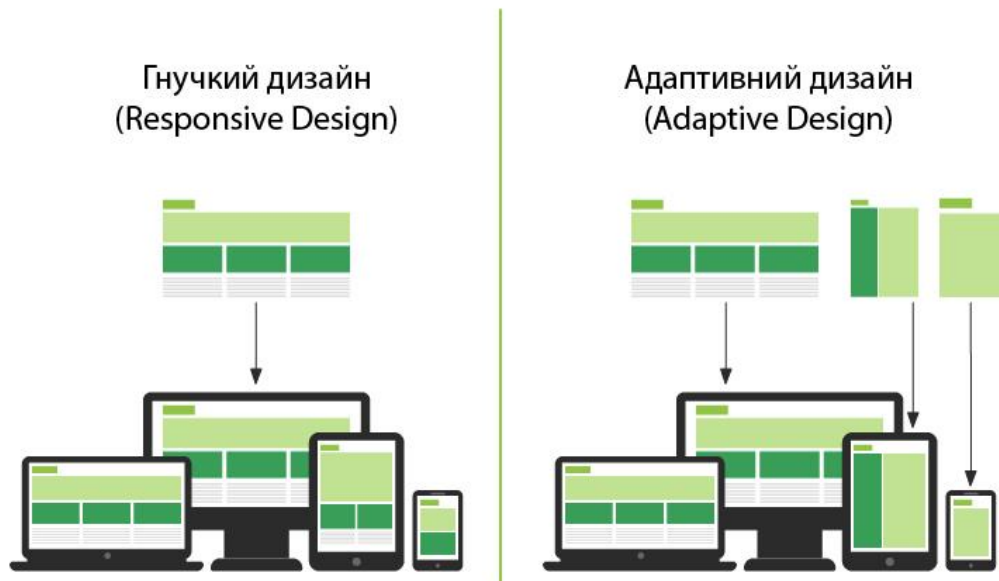 Гнучкий дизайн
(Responsive Design)
Адаптивний дизайн
(Adaptive Design)